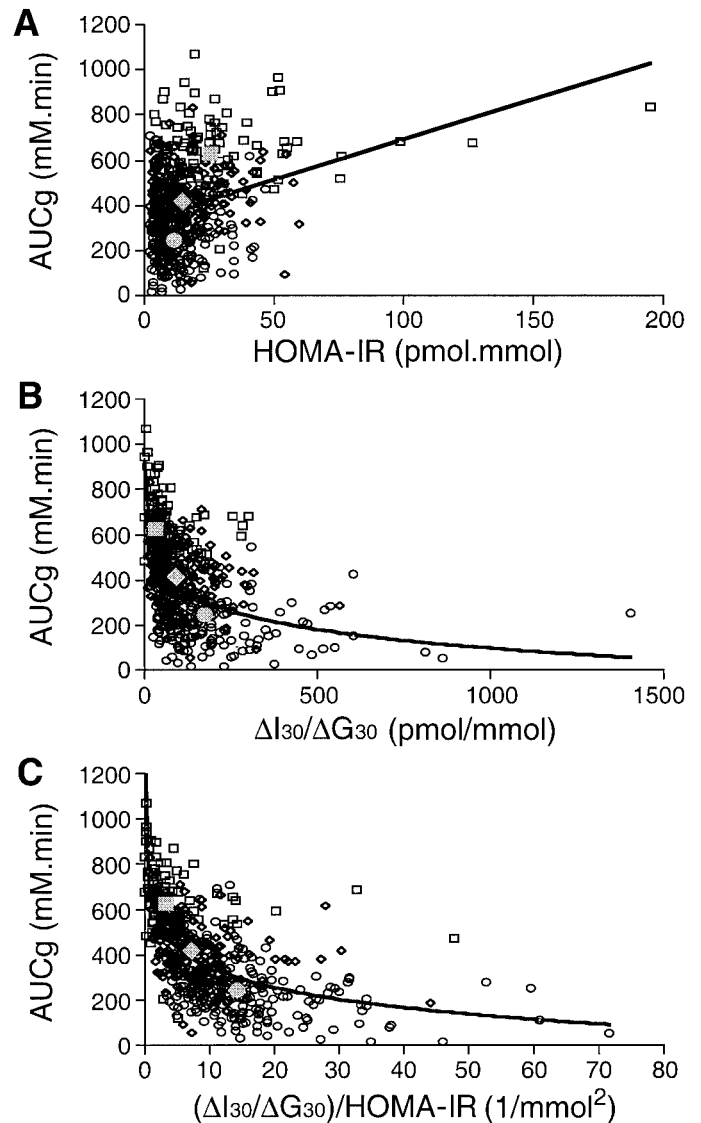 A
1200
1000
800
600
400
200
0
AUCg (mM.min)
0 50 100 150 200
HOMA-IR (pmol.mmol)
B
1200
1000
800
600
400
200
0
AUCg (mM.min)
0 500 1000 1500
ΔI30/ΔG30 (pmol/mmol)
C
1200
1000
800
600
400
200
0
AUCg (mM.min)
0 10 20 30 40 50 60 70 80
(ΔI30/ΔG30)/HOMA-IR (1/mmol²)